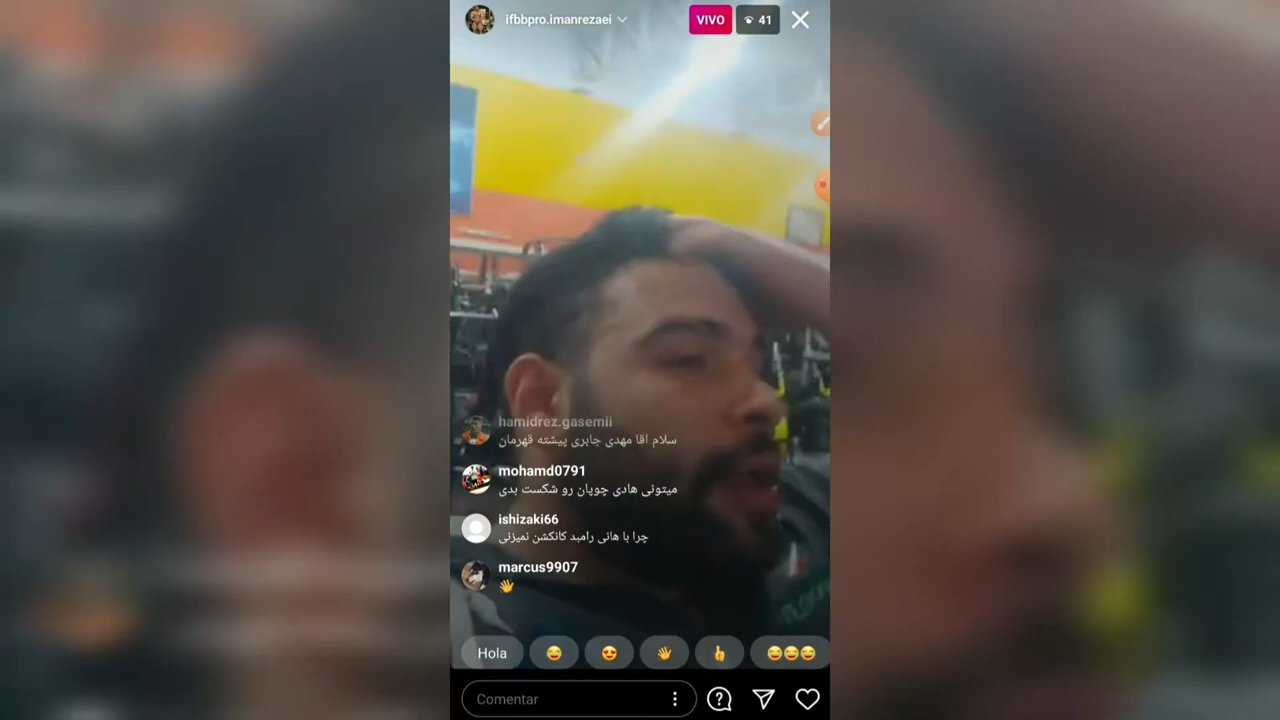 ifbbpro.imanrezaei
VIVO
41
hamidrez.gasemii
سلام اقا مهدی جابری پیشته قهرمان
mohamd0791
میتونی هادی چوپان رو شکست بدی
ishizaki66
چرا با هانی رامبد کانکشن نمیزنی
marcus9907
👋
Hola
😂
😍
👋
👆
😂😂😂
Comentar